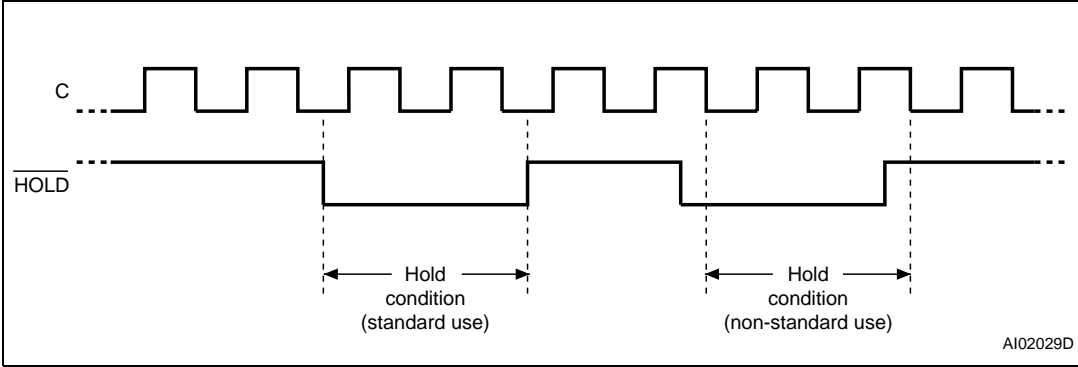 C
HOLD
Hold
condition
(standard use)
Hold
condition
(non-standard use)
AI02029D